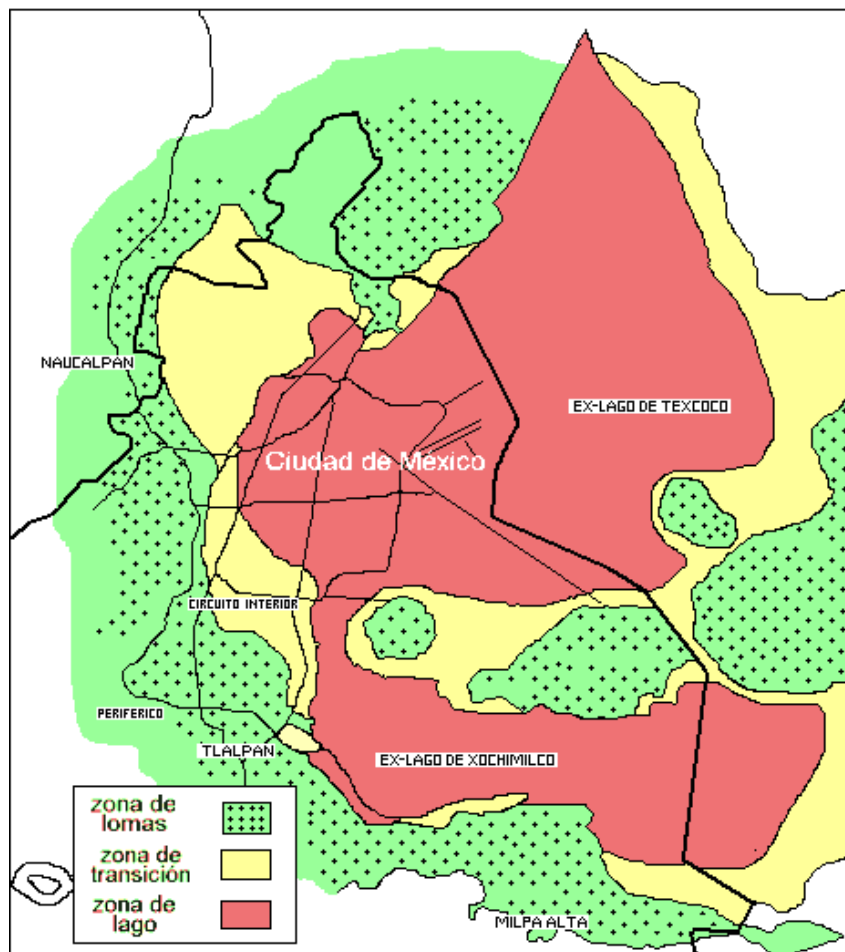 NAUCALPAN
EX-LAGO DE TEXCOCO
Ciudad de México
CIRCUITO INTERIOR
PERIFERICO
TLALPAN
EX-LAGO DE XOCHIMILCO
MILPA ALTA
zona de
lomas
zona de
transición
zona de
lago